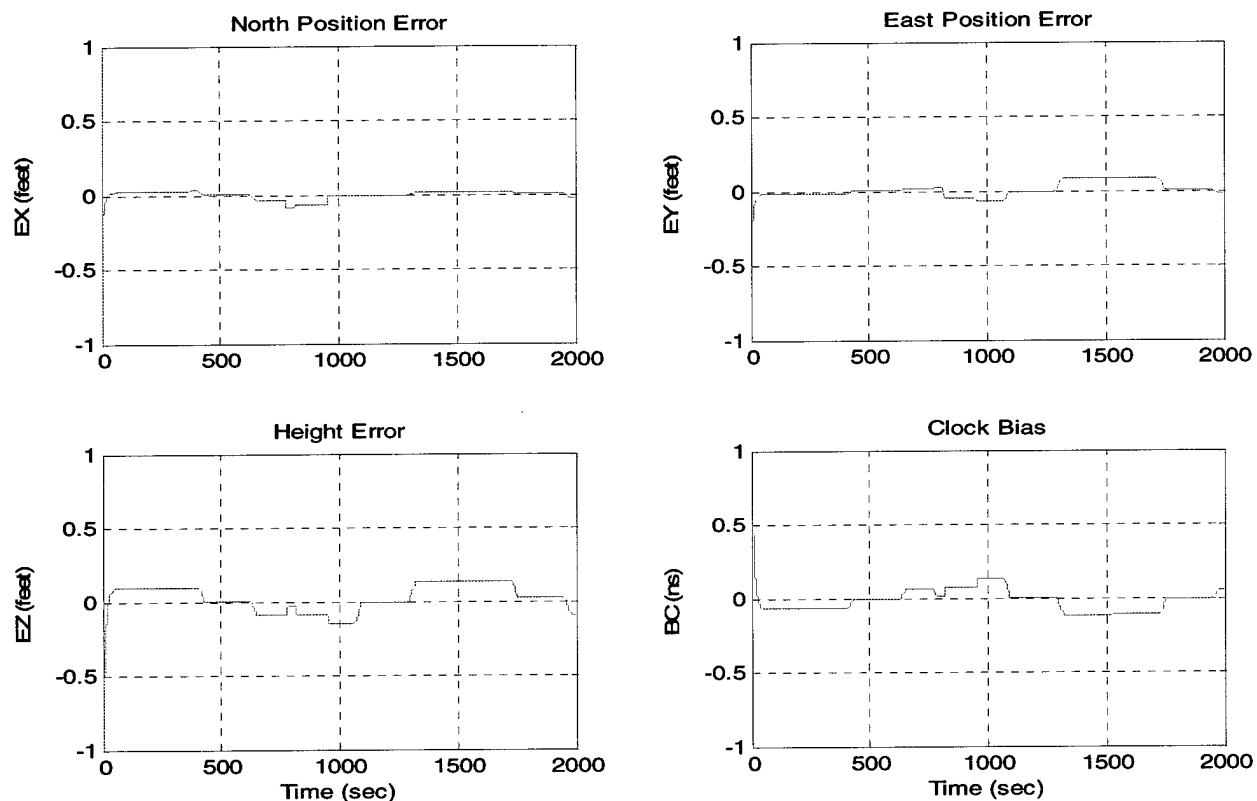 North Position Error
1
0.5
0
-0.5
-1
EX (feet)
0 500 1000 1500 2000
East Position Error
1
0.5
0
-0.5
-1
EY (feet)
0 500 1000 1500 2000
Height Error
1
0.5
0
-0.5
-1
EZ (feet)
0 500 1000 1500 2000
Time (sec)
Clock Bias
1
0.5
0
-0.5
-1
BC (ns)
0 500 1000 1500 2000
Time (sec)